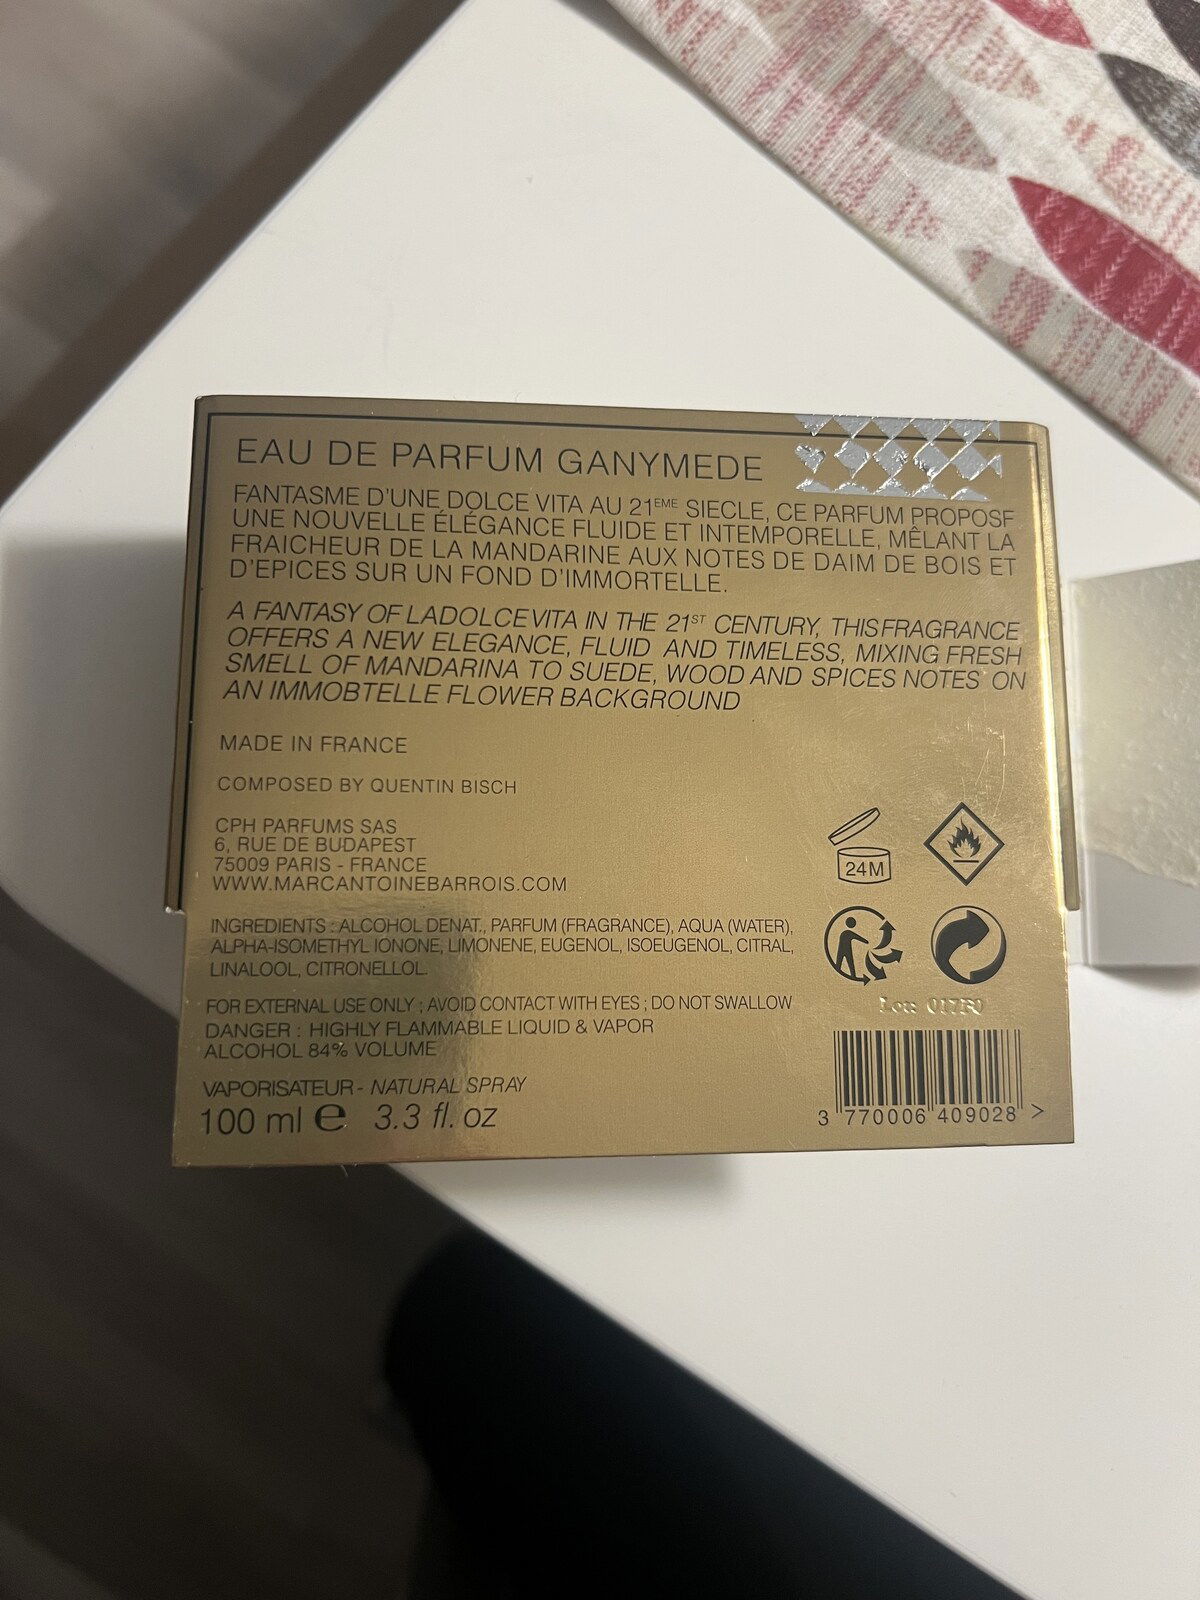 EAU DE PARFUM GANYMEDE
FANTASME D'UNE DOLCE VITA AU 21EME SIECLE, CE PARFUM PROPOSE
UNE NOUVELLE ÉLÉGANCE FLUIDE ET INTEMPORELLE, MÊLANT LA
FRAICHEUR DE LA MANDARINE AUX NOTES DE DAIM DE BOIS ET
D'EPICES SUR UN FOND D'IMMORTELLE.
A FANTASY OF LADOLCEVITA IN THE 21ST CENTURY, THISFRAGRANCE
OFFERS A NEW ELEGANCE, FLUID AND TIMELESS, MIXING FRESH
SMELL OF MANDARINA TO SUEDE, WOOD AND SPICES NOTES ON
AN IMMOBTELLE FLOWER BACKGROUND
MADE IN FRANCE
COMPOSED BY QUENTIN BISCH
CPH PARFUMS SAS
6, RUE DE BUDAPEST
75009 PARIS - FRANCE
WWW.MARCANTOINEBARROIS.COM
24M
INGREDIENTS : ALCOHOL DENAT., PARFUM (FRAGRANCE), AQUA (WATER),
ALPHA-ISOMETHYL IONONE, LIMONENE, EUGENOL, ISOEUGENOL, CITRAL,
LINALOOL, CITRONELLOL.
FOR EXTERNAL USE ONLY ; AVOID CONTACT WITH EYES ; DO NOT SWALLOW
DANGER : HIGHLY FLAMMABLE LIQUID & VAPOR
ALCOHOL 84% VOLUME
VAPORISATEUR - NATURAL SPRAY
100 ml e 3.3 fl. oz
3 770006 409028 >